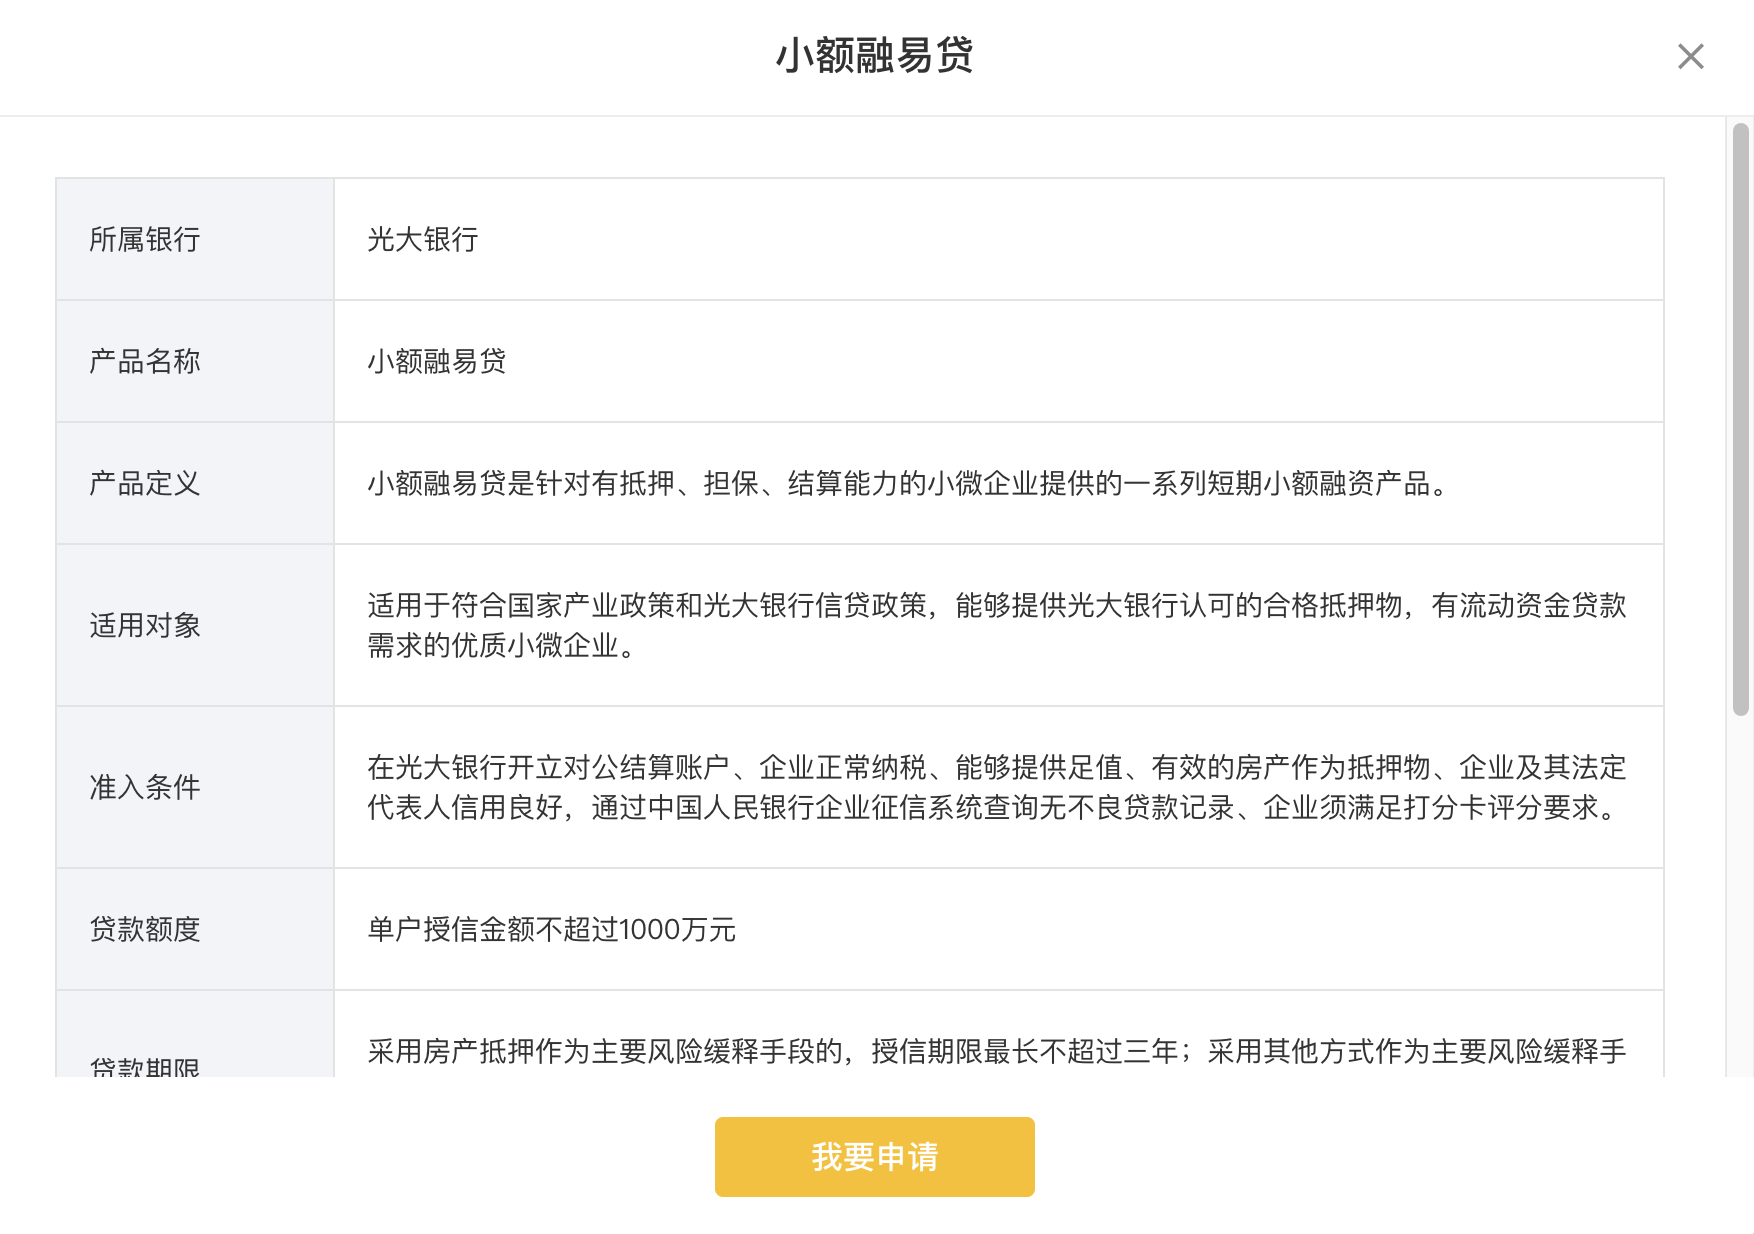 小额融易贷
所属银行
光大银行
产品名称
小额融易贷
产品定义
小额融易贷是针对有抵押、担保、结算能力的小微企业提供的一系列短期小额融资产品。
适用对象
适用于符合国家产业政策和光大银行信贷政策，能够提供光大银行认可的合格抵押物，有流动资金贷款
需求的优质小微企业。
准入条件
在光大银行开立对公结算账户、企业正常纳税、能够提供足值、有效的房产作为抵押物、企业及其法定
代表人信用良好，通过中国人民银行企业征信系统查询无不良贷款记录、企业须满足打分卡评分要求。
贷款额度
单户授信金额不超过1000万元
贷款期限
采用房产抵押作为主要风险缓释手段的，授信期限最长不超过三年；采用其他方式作为主要风险缓释手
我要申请